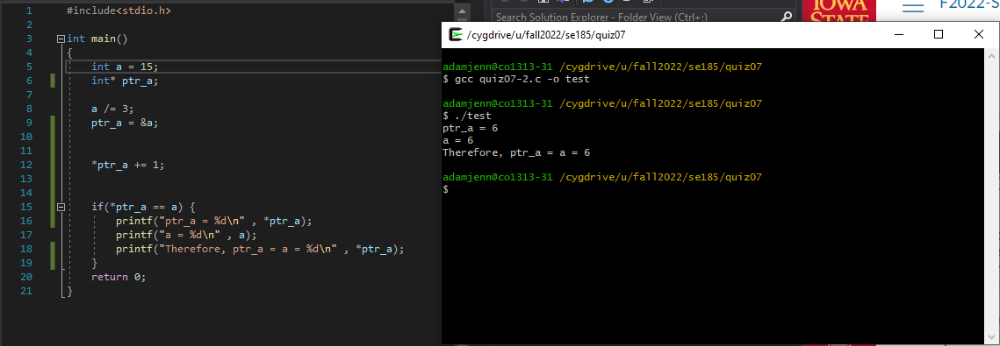 1 #include<stdio.h>
2
3 int main()
4 {
5 int a = 15;
6 int* ptr_a;
7
8 a /= 3;
9 ptr_a = &a;
10
11
12 *ptr_a += 1;
13
14
15 if(*ptr_a == a) {
16 printf("ptr_a = %d\n" , *ptr_a);
17 printf("a = %d\n" , a);
18 printf("Therefore, ptr_a = a = %d\n" , *ptr_a);
19 }
20 return 0;
21 }
Search Solution Explorer - Folder View (Ctrl+;)
IOWA
STATE
F2022-S
/cygdrive/u/fall2022/se185/quiz07
adamjenn@co1313-31 /cygdrive/u/fall2022/se185/quiz07
$ gcc quiz07-2.c -o test
adamjenn@co1313-31 /cygdrive/u/fall2022/se185/quiz07
$ ./test
ptr_a = 6
a = 6
Therefore, ptr_a = a = 6
adamjenn@co1313-31 /cygdrive/u/fall2022/se185/quiz07
$